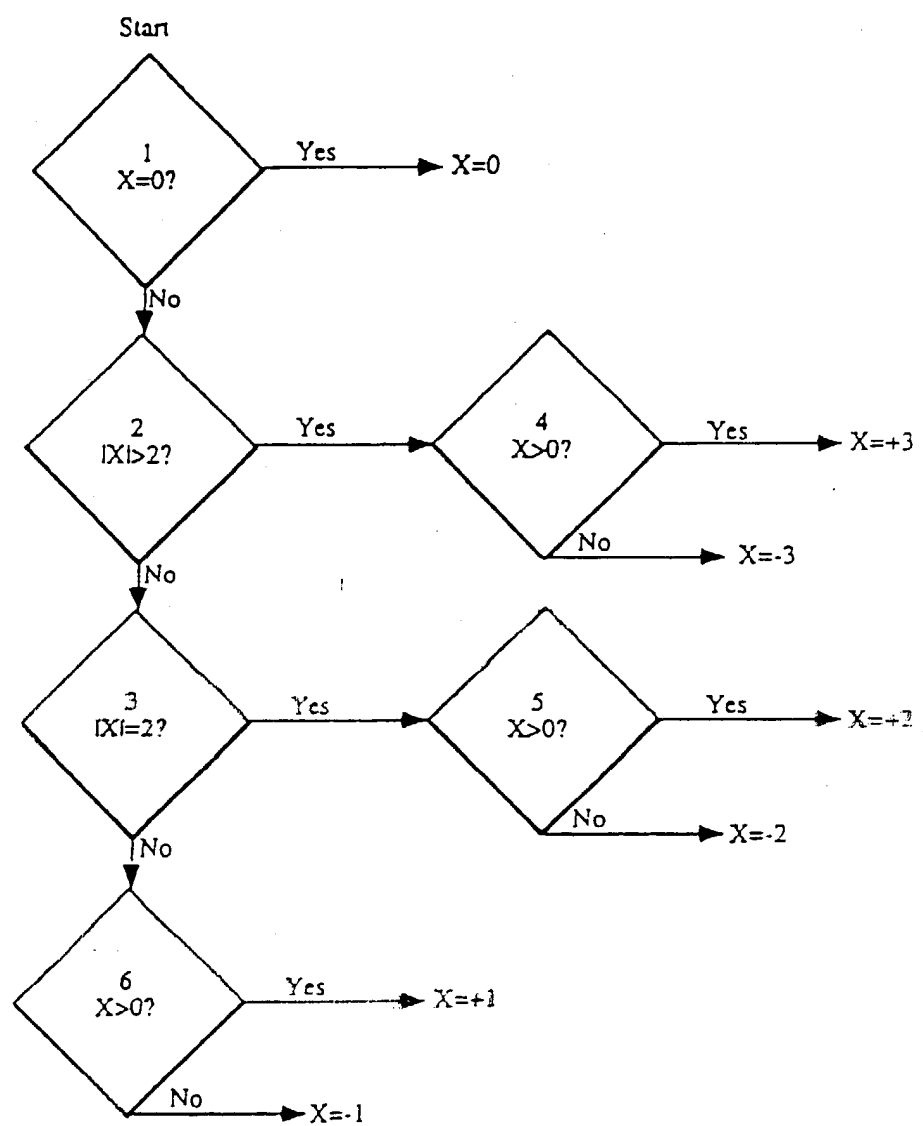 Start
1
X=0?
Yes
X=0
No
2
|X|>2?
Yes
4
X>0?
Yes
X=+3
No
X=-3
No
3
|X|=2?
Yes
5
X>0?
Yes
X=+2
No
X=-2
No
6
X>0?
Yes
X=+1
No
X=-1